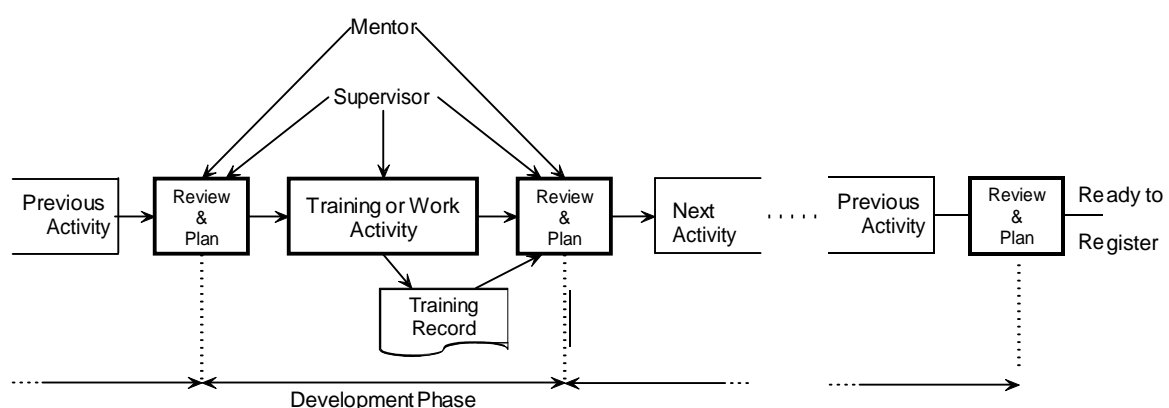 Mentor
Supervisor
Previous
Activity
Review
&
Plan
Training or Work
Activity
Review
&
Plan
Next
Activity
Previous
Activity
Review
&
Plan
Ready to
Register
Training
Record
Development Phase